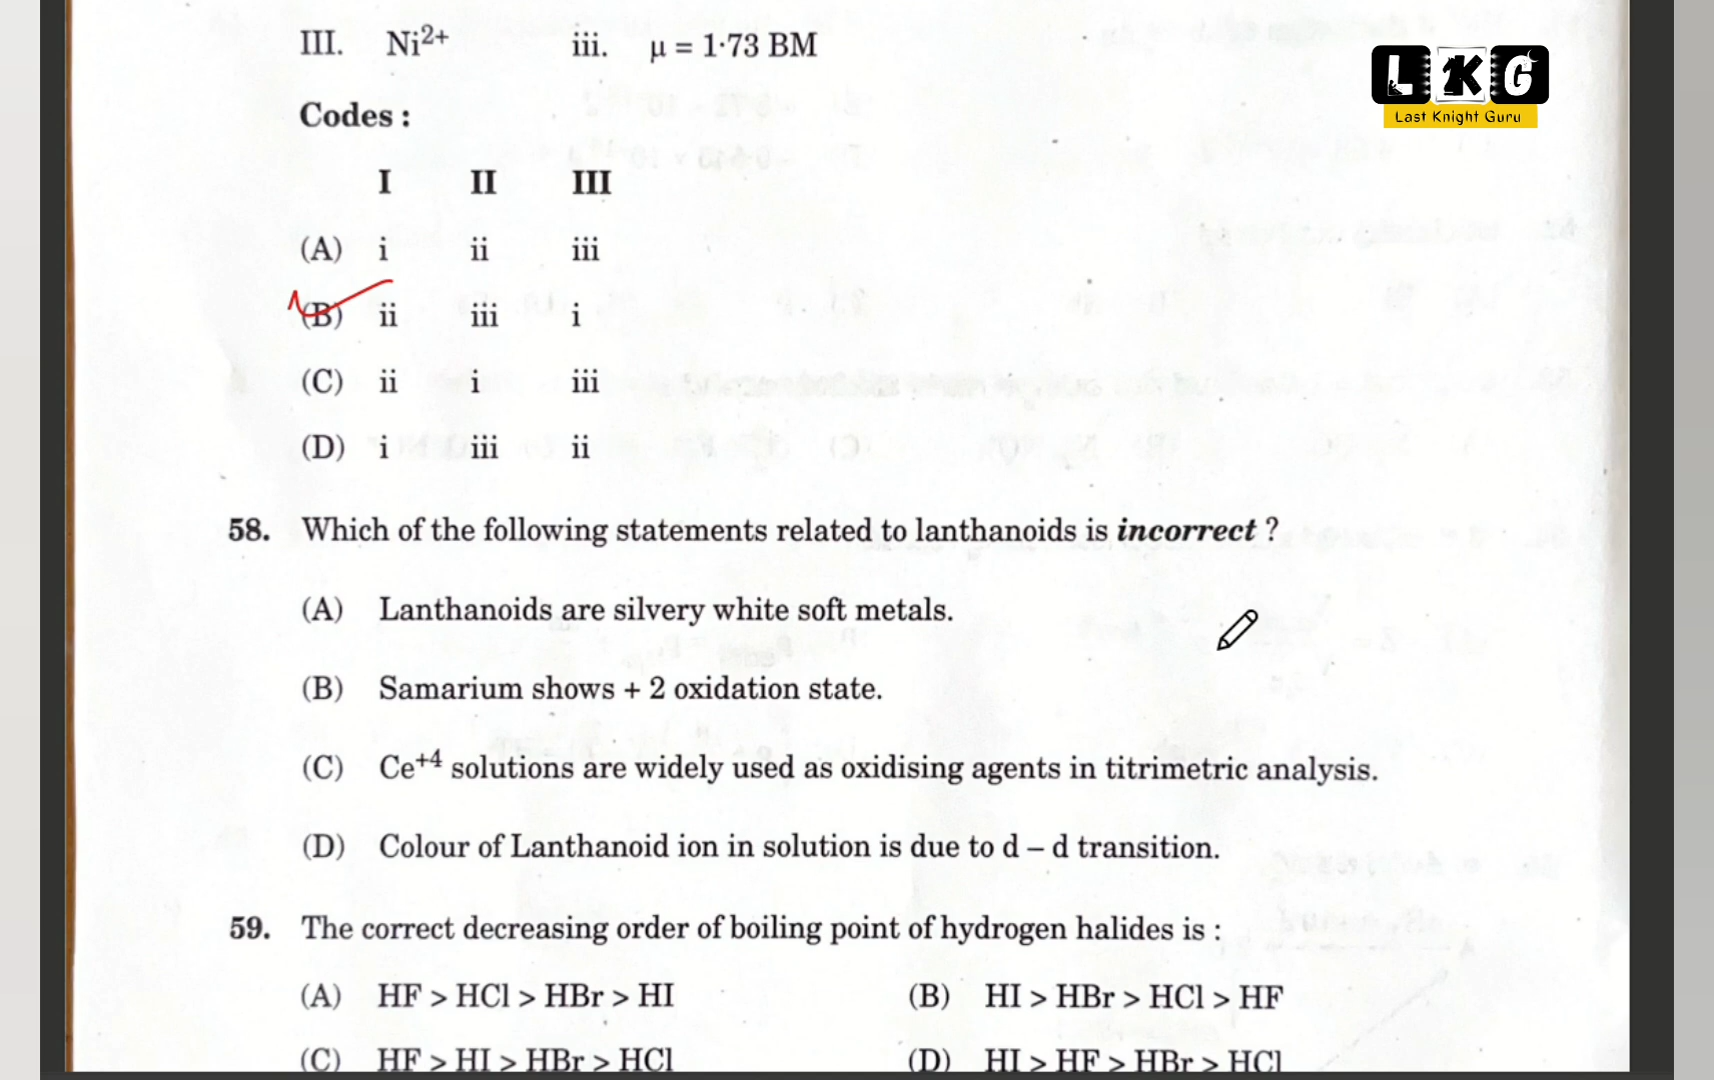 III. Ni2+ iii. μ = 1·73 BM
LKG
Last Knight Guru
Codes :
I II III
(A) i ii iii
(B) ii iii i
(C) ii i iii
(D) i iii ii
58. Which of the following statements related to lanthanoids is incorrect ?
(A) Lanthanoids are silvery white soft metals.
(B) Samarium shows + 2 oxidation state.
(C) Ce+4 solutions are widely used as oxidising agents in titrimetric analysis.
(D) Colour of Lanthanoid ion in solution is due to d – d transition.
59. The correct decreasing order of boiling point of hydrogen halides is :
(A) HF > HCl > HBr > HI (B) HI > HBr > HCl > HF
(C) HF > HI > HBr > HCl (D) HI > HF > HBr > HCl